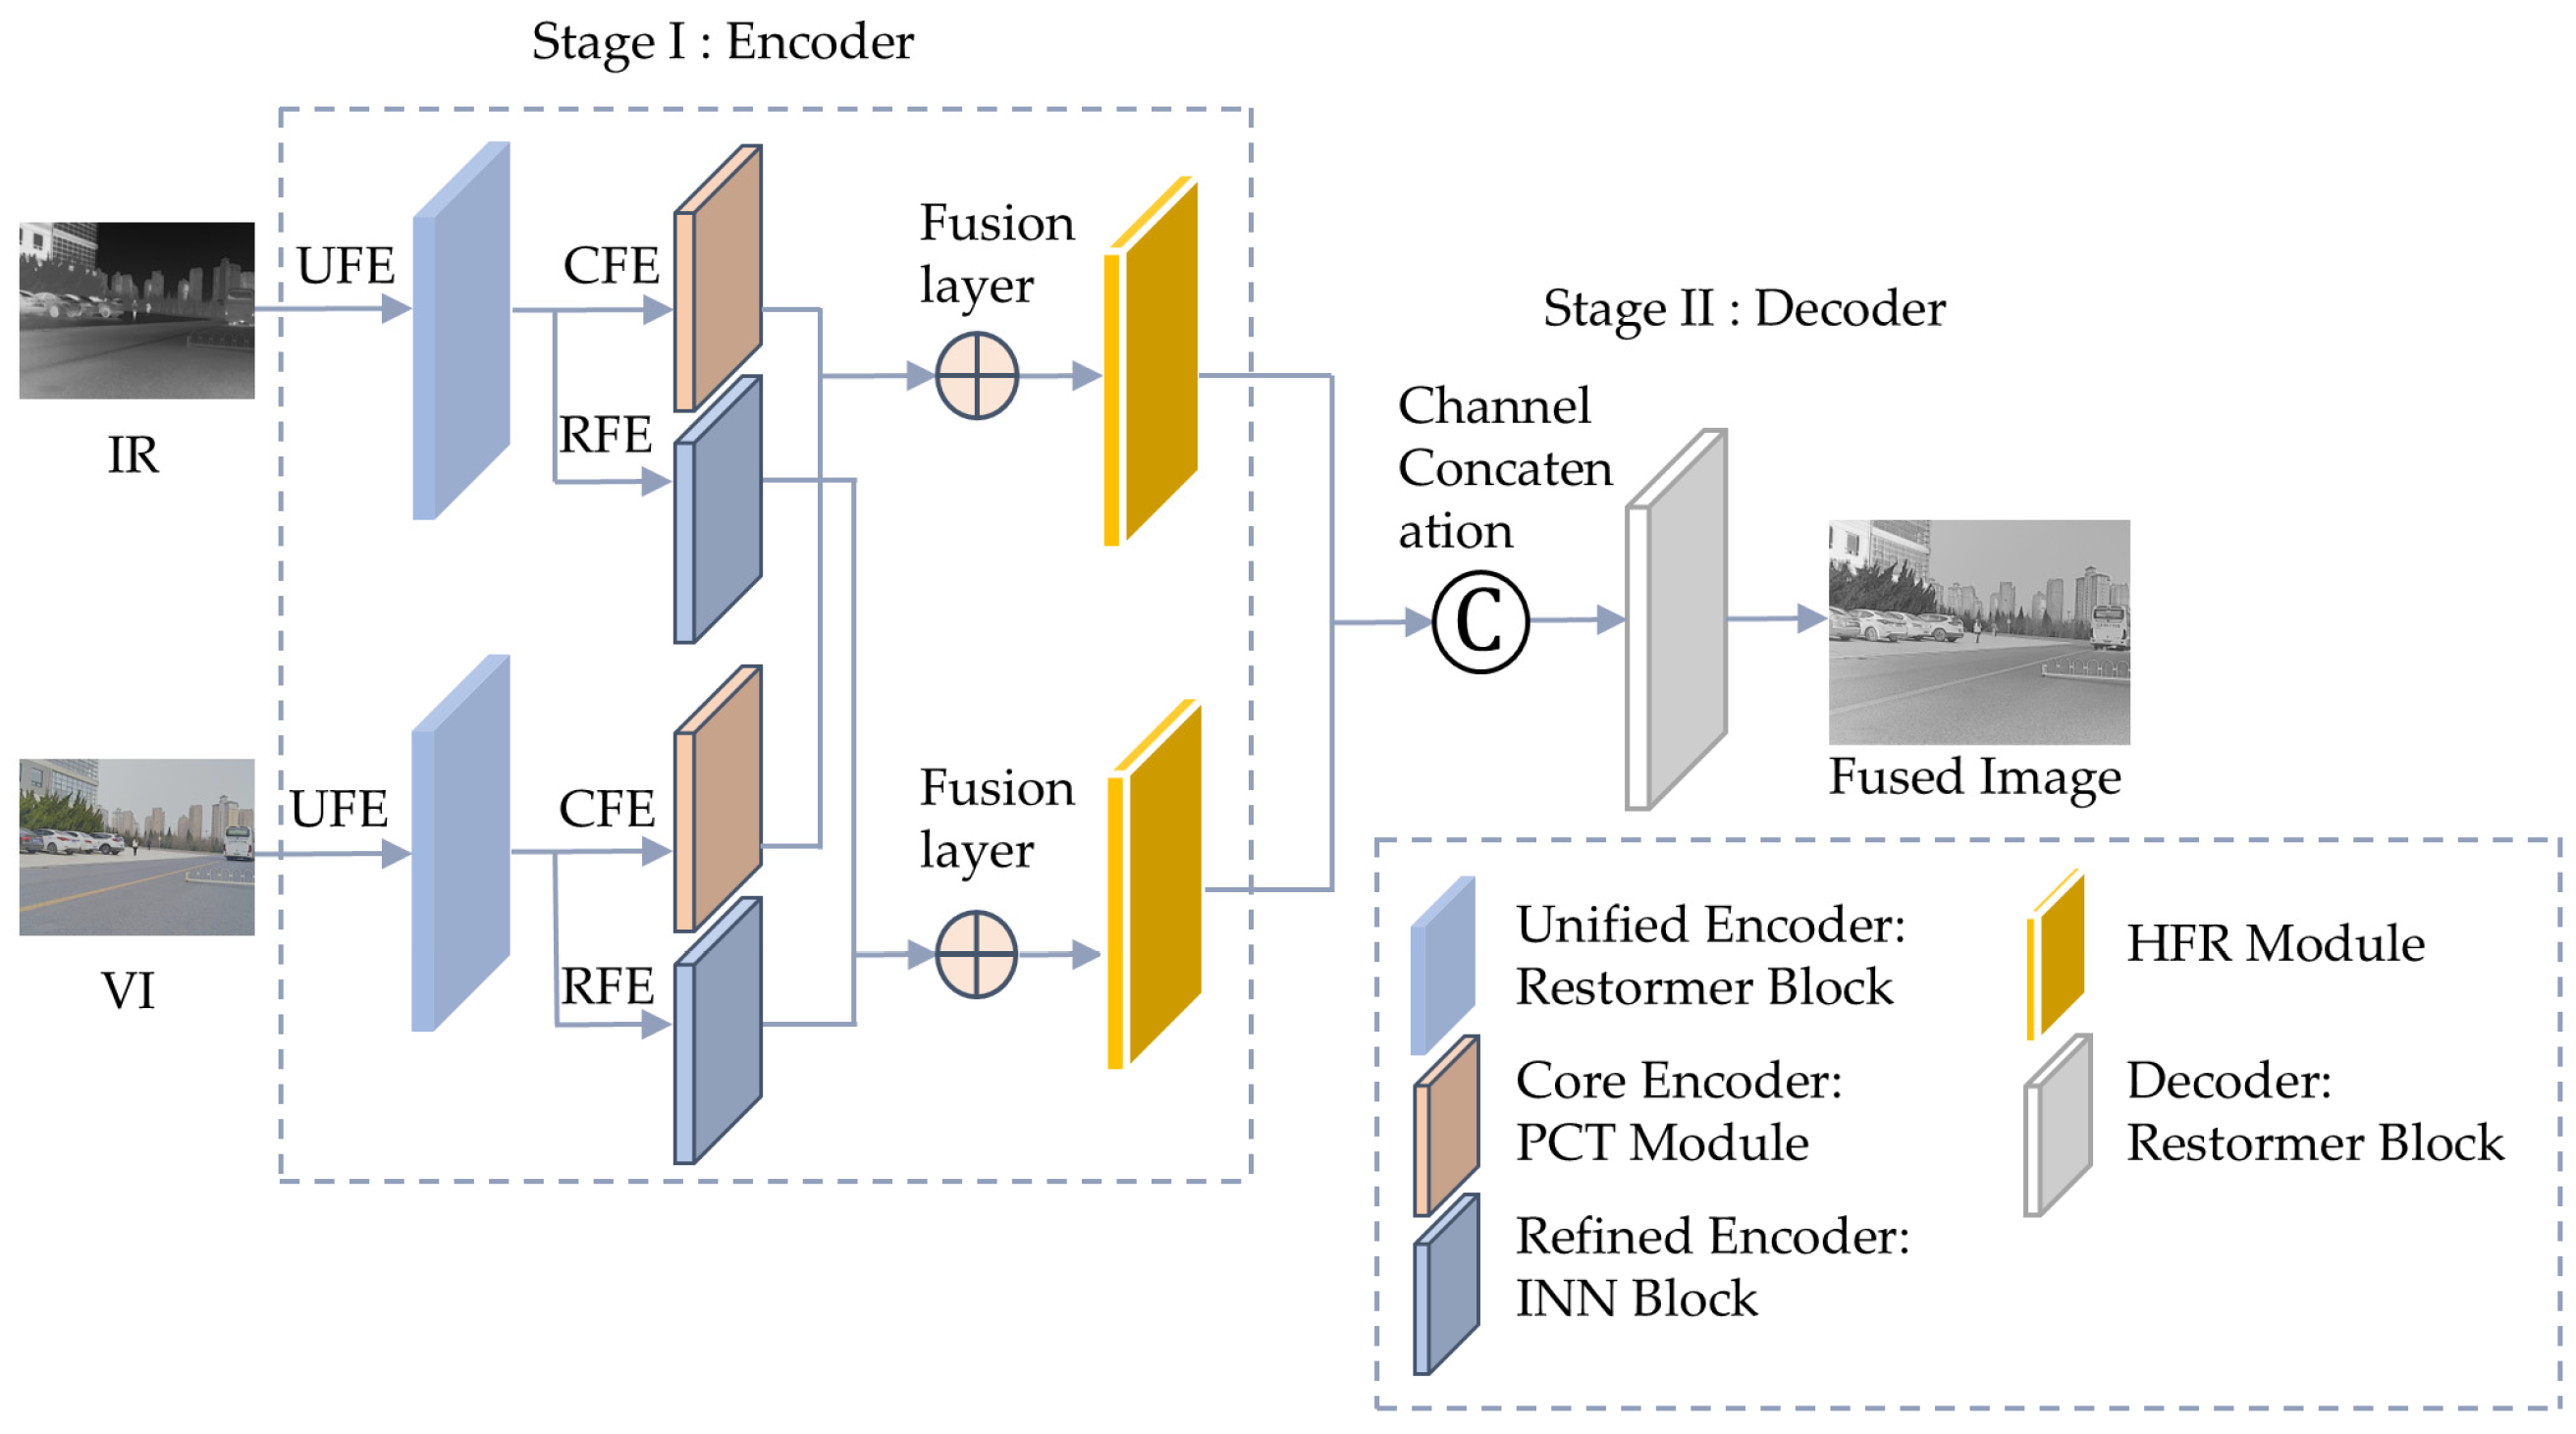 Stage I : Encoder
UFE
CFE
Fusion
layer
RFE
IR
UFE
CFE
Fusion
layer
RFE
VI
Stage II : Decoder
Channel
Concaten
ation
C
Fused Image
Unified Encoder:
Restormer Block
Core Encoder:
PCT Module
Refined Encoder:
INN Block
HFR Module
Decoder:
Restormer Block